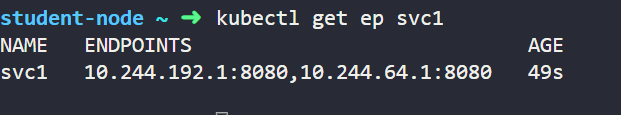 student-node ~ ➜ kubectl get ep svc1
NAME ENDPOINTS AGE
svc1 10.244.192.1:8080,10.244.64.1:8080 49s